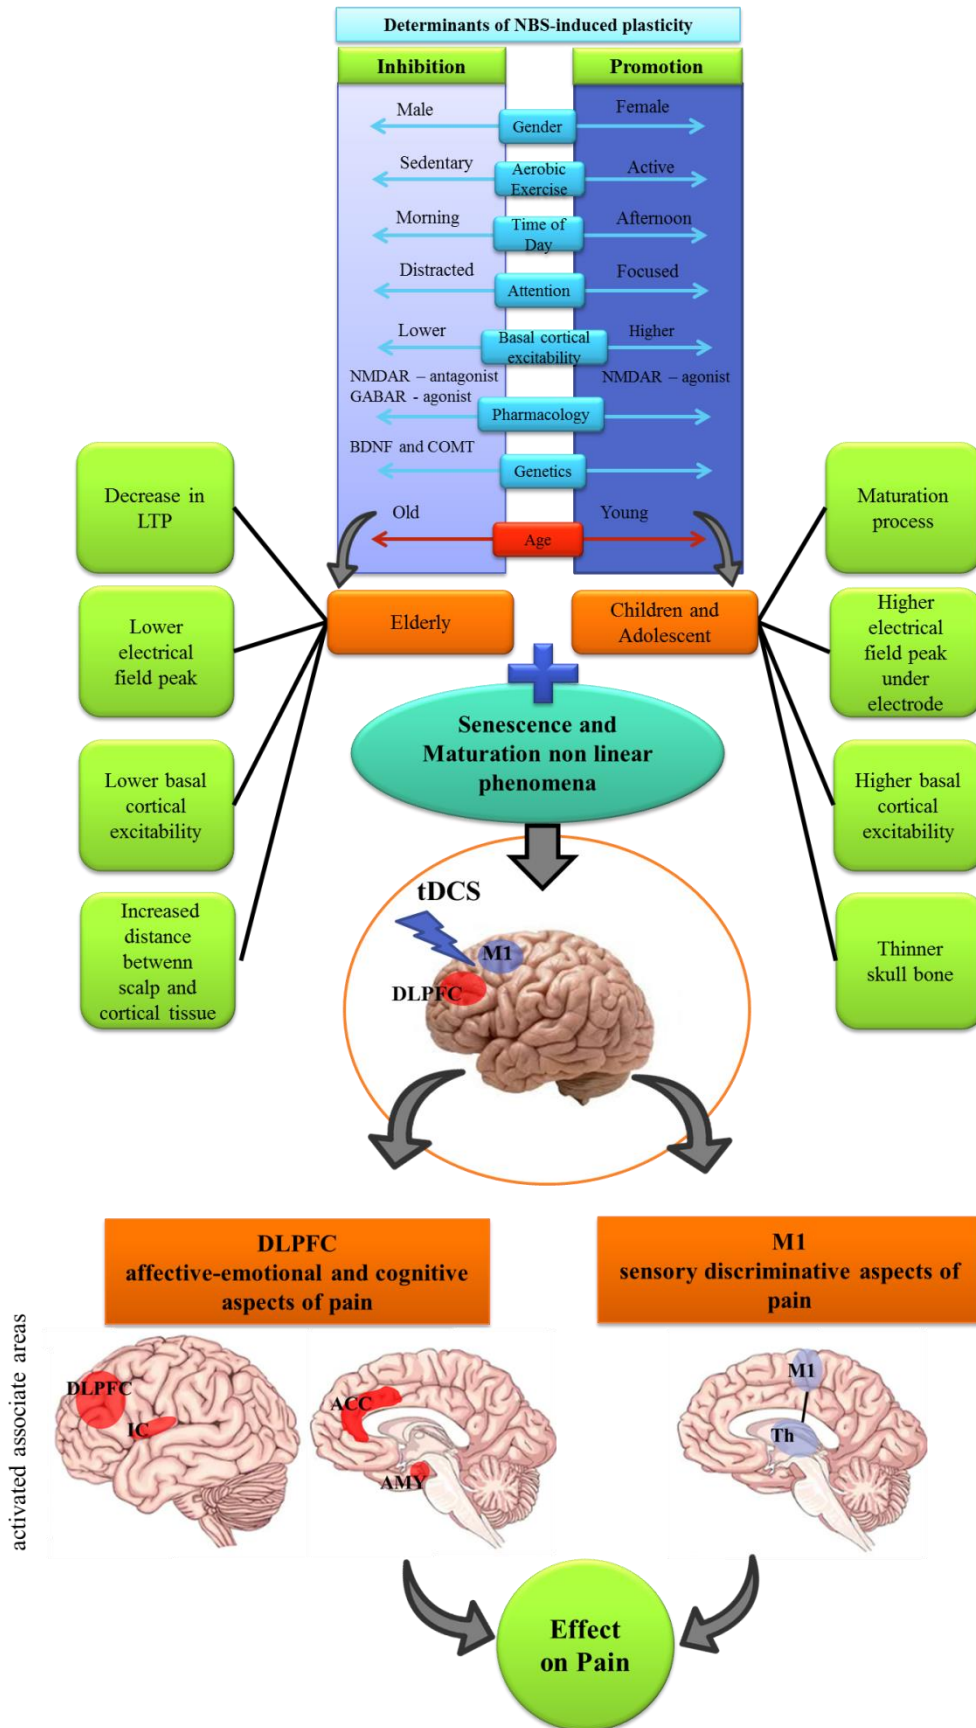 Determinants of NBS-induced plasticity
Inhibition
Promotion
Male
Gender
Female
Sedentary
Aerobic
Exercise
Active
Morning
Time of
Day
Afternoon
Distracted
Attention
Focused
Lower
Basal cortical
excitability
Higher
NMDAR – antagonist
GABAR - agonist
Pharmacology
NMDAR – agonist
BDNF and COMT
Genetics
Old
Age
Young
Decrease in
LTP
Lower
electrical
field peak
Lower basal
cortical
excitability
Increased
distance
betwenn
scalp and
cortical tissue
Elderly
Children and
Adolescent
Maturation
process
Higher
electrical
field peak
under
electrode
Higher basal
cortical
excitability
Thinner
skull bone
Senescence and
Maturation non linear
phenomena
tDCS
M1
DLPFC
DLPFC
affective-emotional and cognitive
aspects of pain
M1
sensory discriminative aspects of
pain
activated associate areas
DLPFC
IC
ACC
AMY
M1
Th
Effect
on Pain